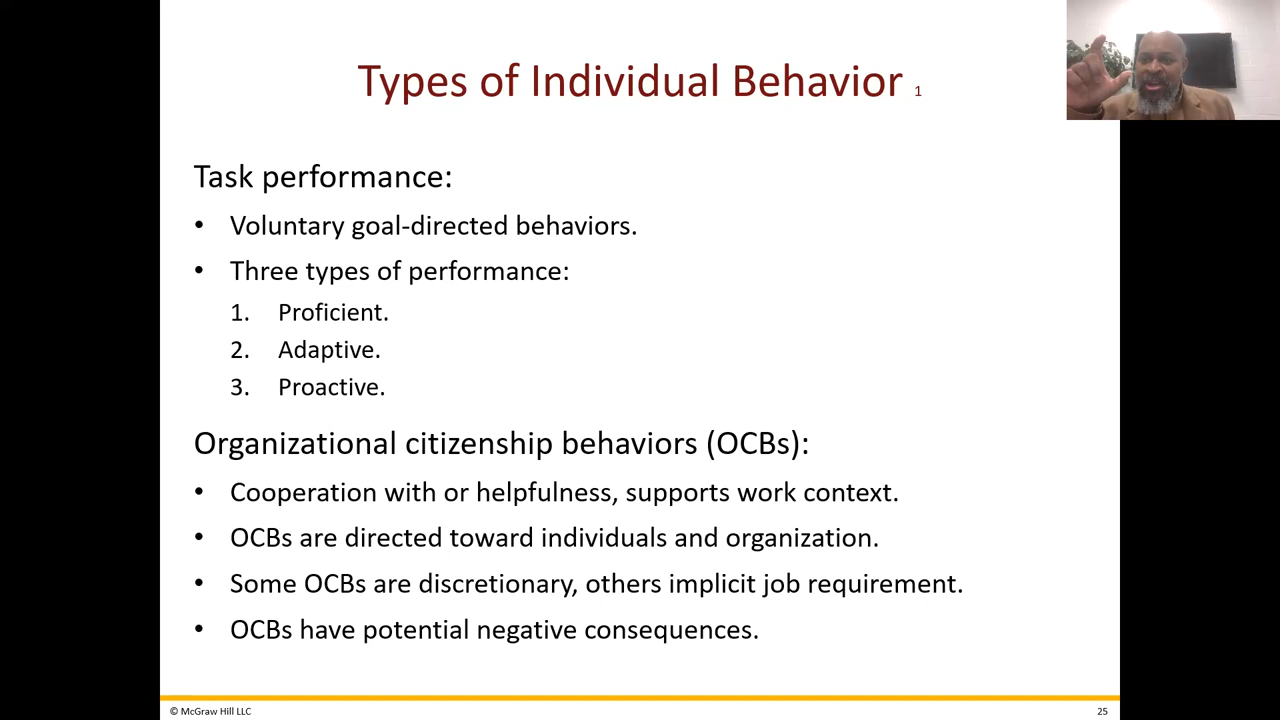 Types of Individual Behavior 1
Task performance:
• Voluntary goal-directed behaviors.
• Three types of performance:
1. Proficient.
2. Adaptive.
3. Proactive.
Organizational citizenship behaviors (OCBs):
• Cooperation with or helpfulness, supports work context.
• OCBs are directed toward individuals and organization.
• Some OCBs are discretionary, others implicit job requirement.
• OCBs have potential negative consequences.
© McGraw Hill LLC
25